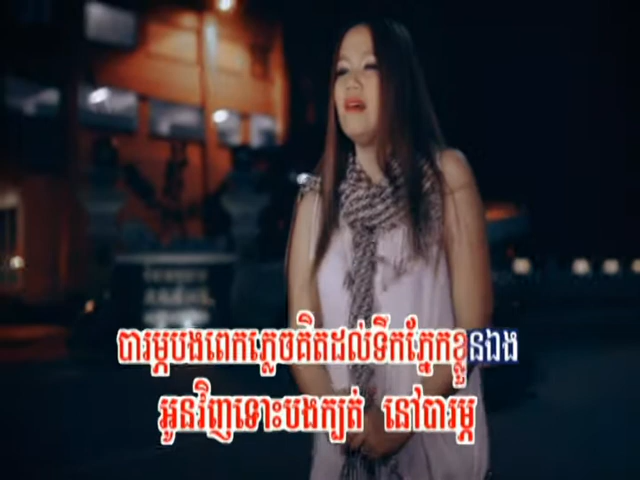 បារម្ភបងពេកភ្លេចគិតដល់ទឹកភ្នែកខ្លួនឯង
អូនវិញទោះបងក្បត់ នៅបារម្ភ